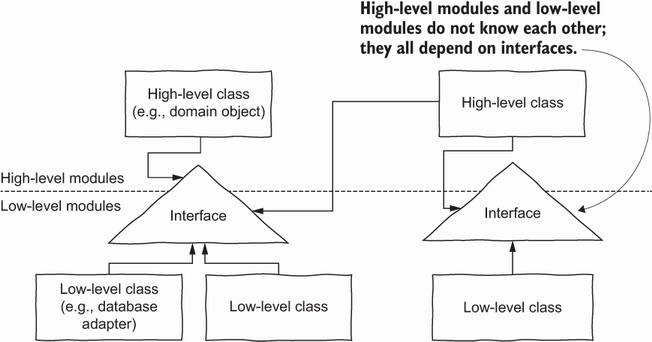 High-level modules and low-level
modules do not know each other;
they all depend on interfaces.
High-level class
(e.g., domain object)
High-level class
High-level modules
Low-level modules
Interface
Interface
Low-level class
(e.g., database
adapter)
Low-level class
Low-level class